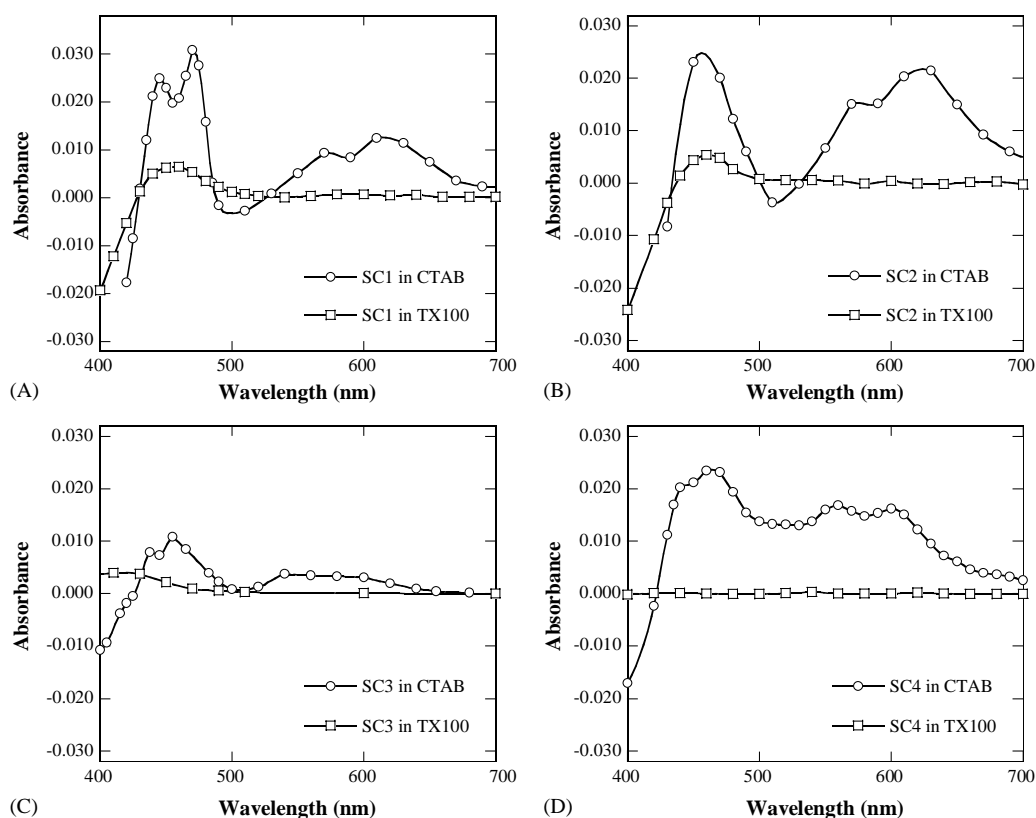 0.030
0.020
0.010
0.000
-0.010
-0.020
-0.030
Absorbance
SC1 in CTAB
SC1 in TX100
400 500 600 700
Wavelength (nm)
(A)
0.030
0.020
0.010
0.000
-0.010
-0.020
-0.030
Absorbance
SC2 in CTAB
SC2 in TX100
400 500 600 700
Wavelength (nm)
(B)
0.030
0.020
0.010
0.000
-0.010
-0.020
-0.030
Absorbance
SC3 in CTAB
SC3 in TX100
400 500 600 700
Wavelength (nm)
(C)
0.030
0.020
0.010
0.000
-0.010
-0.020
-0.030
Absorbance
SC4 in CTAB
SC4 in TX100
400 500 600 700
Wavelength (nm)
(D)